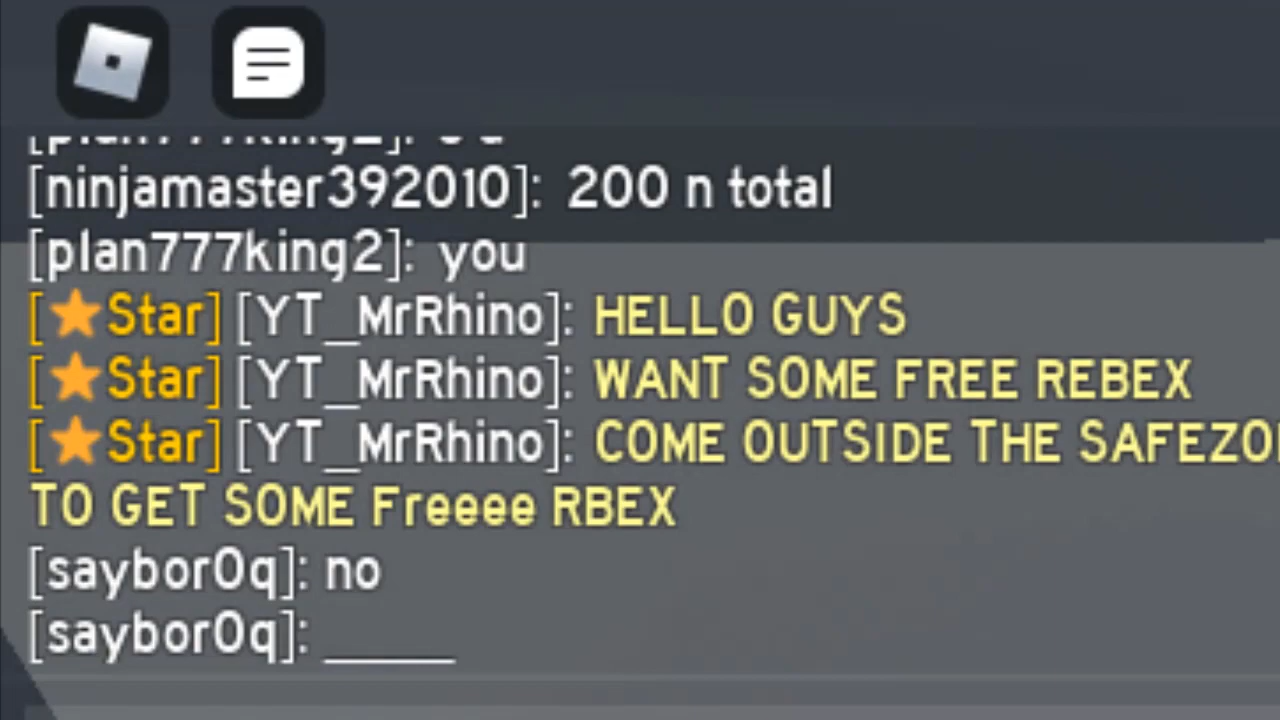 [ninjamaster392010]: 200 n total
[plan777king2]: you
[⭐Star] [YT_MrRhino]: HELLO GUYS
[⭐Star] [YT_MrRhino]: WANT SOME FREE REBEX
[⭐Star] [YT_MrRhino]: COME OUTSIDE THE SAFEZO
TO GET SOME Freeee RBEX
[saybor0q]: no
[saybor0q]: _____